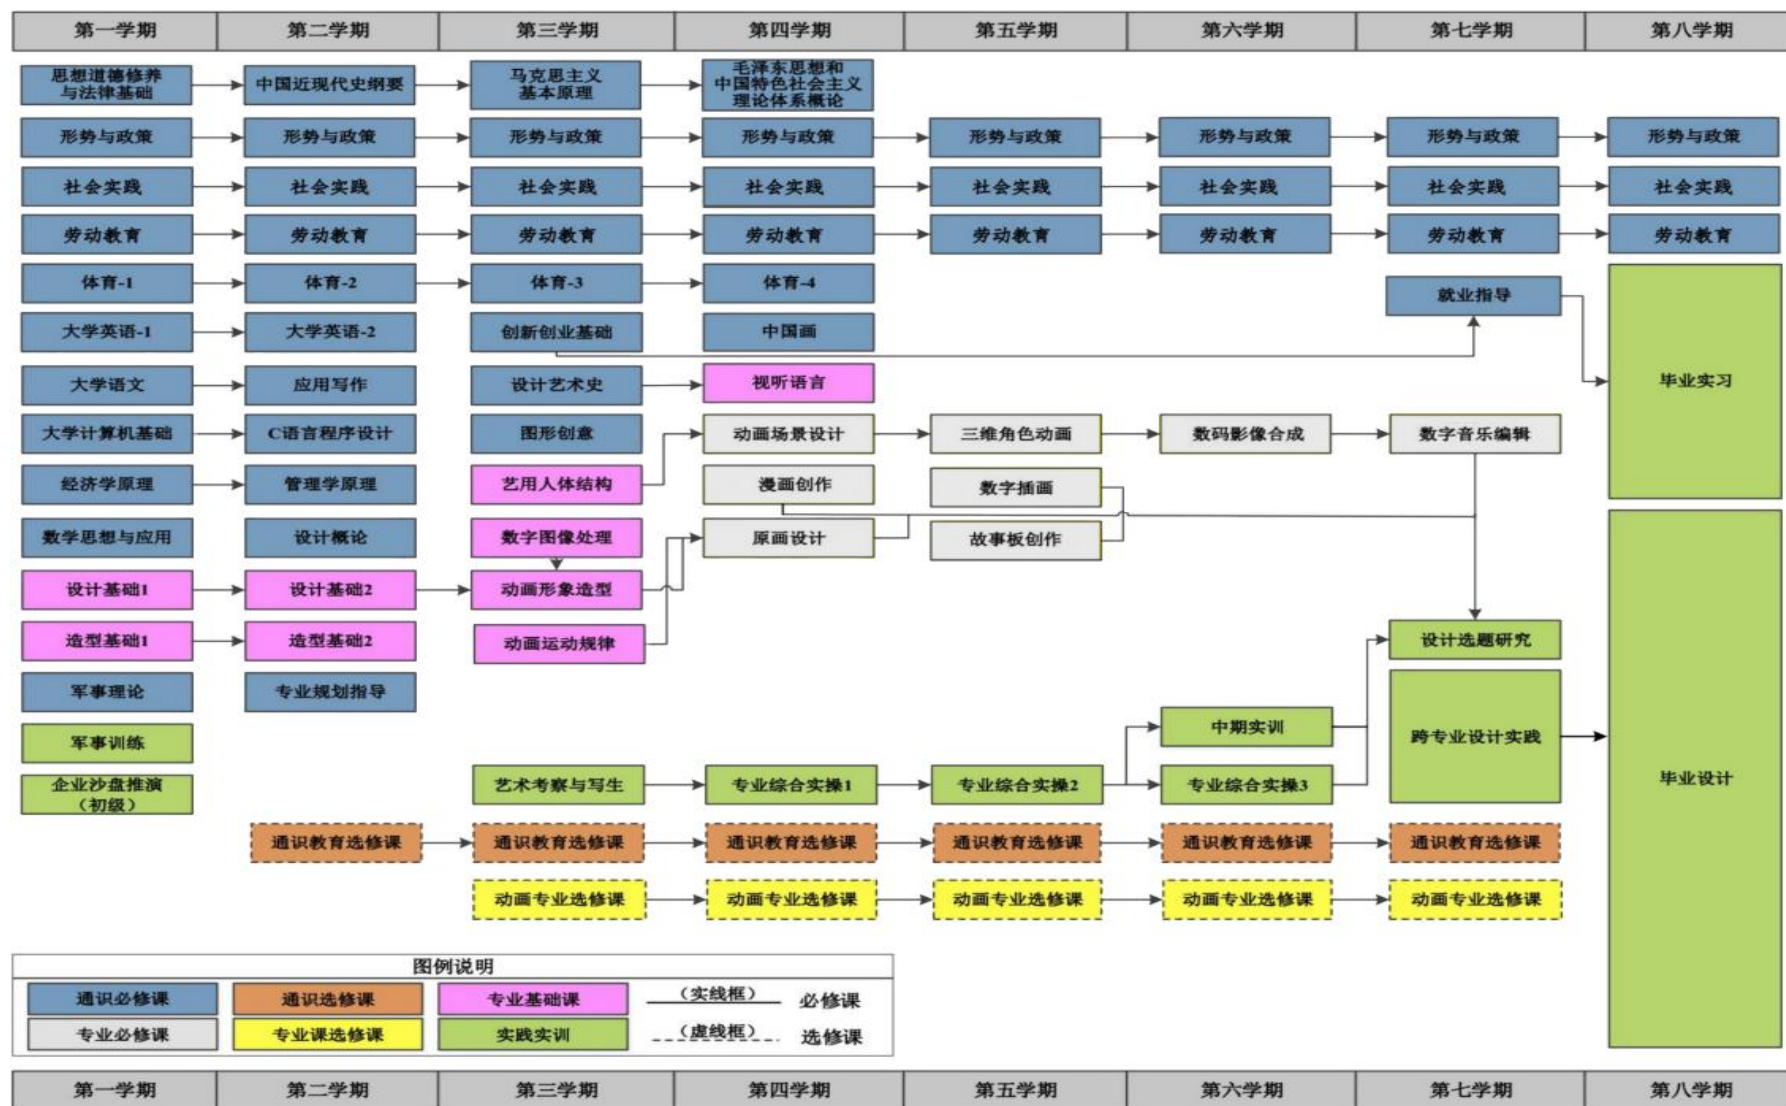 第一学期
第二学期
第三学期
第四学期
第五学期
第六学期
第七学期
第八学期
思想道德修养
与法律基础
中国近现代史纲要
马克思主义
基本原理
毛泽东思想和
中国特色社会主义
理论体系概论
形势与政策
形势与政策
形势与政策
形势与政策
形势与政策
形势与政策
形势与政策
形势与政策
社会实践
社会实践
社会实践
社会实践
社会实践
社会实践
社会实践
社会实践
劳动教育
劳动教育
劳动教育
劳动教育
劳动教育
劳动教育
劳动教育
劳动教育
体育-1
体育-2
体育-3
体育-4
就业指导
大学英语-1
大学英语-2
创新创业基础
中国画
大学语文
应用写作
设计艺术史
视听语言
毕业实习
大学计算机基础
C语言程序设计
图形创意
动画场景设计
三维角色动画
数码影像合成
数字音乐编辑
经济学原理
管理学原理
艺用人体结构
漫画创作
数字插画
数学思想与应用
设计概论
数字图像处理
原画设计
故事板创作
设计基础1
设计基础2
动画形象造型
造型基础1
造型基础2
动画运动规律
设计选题研究
军事理论
专业规划指导
军事训练
中期实训
跨专业设计实践
企业沙盘推演
（初级）
艺术考察与写生
专业综合实操1
专业综合实操2
专业综合实操3
毕业设计
通识教育选修课
通识教育选修课
通识教育选修课
通识教育选修课
通识教育选修课
通识教育选修课
动画专业选修课
动画专业选修课
动画专业选修课
动画专业选修课
动画专业选修课
图例说明
通识必修课
通识选修课
专业基础课
（实线框）
必修课
专业必修课
专业课选修课
实践实训
（虚线框）
选修课
第一学期
第二学期
第三学期
第四学期
第五学期
第六学期
第七学期
第八学期